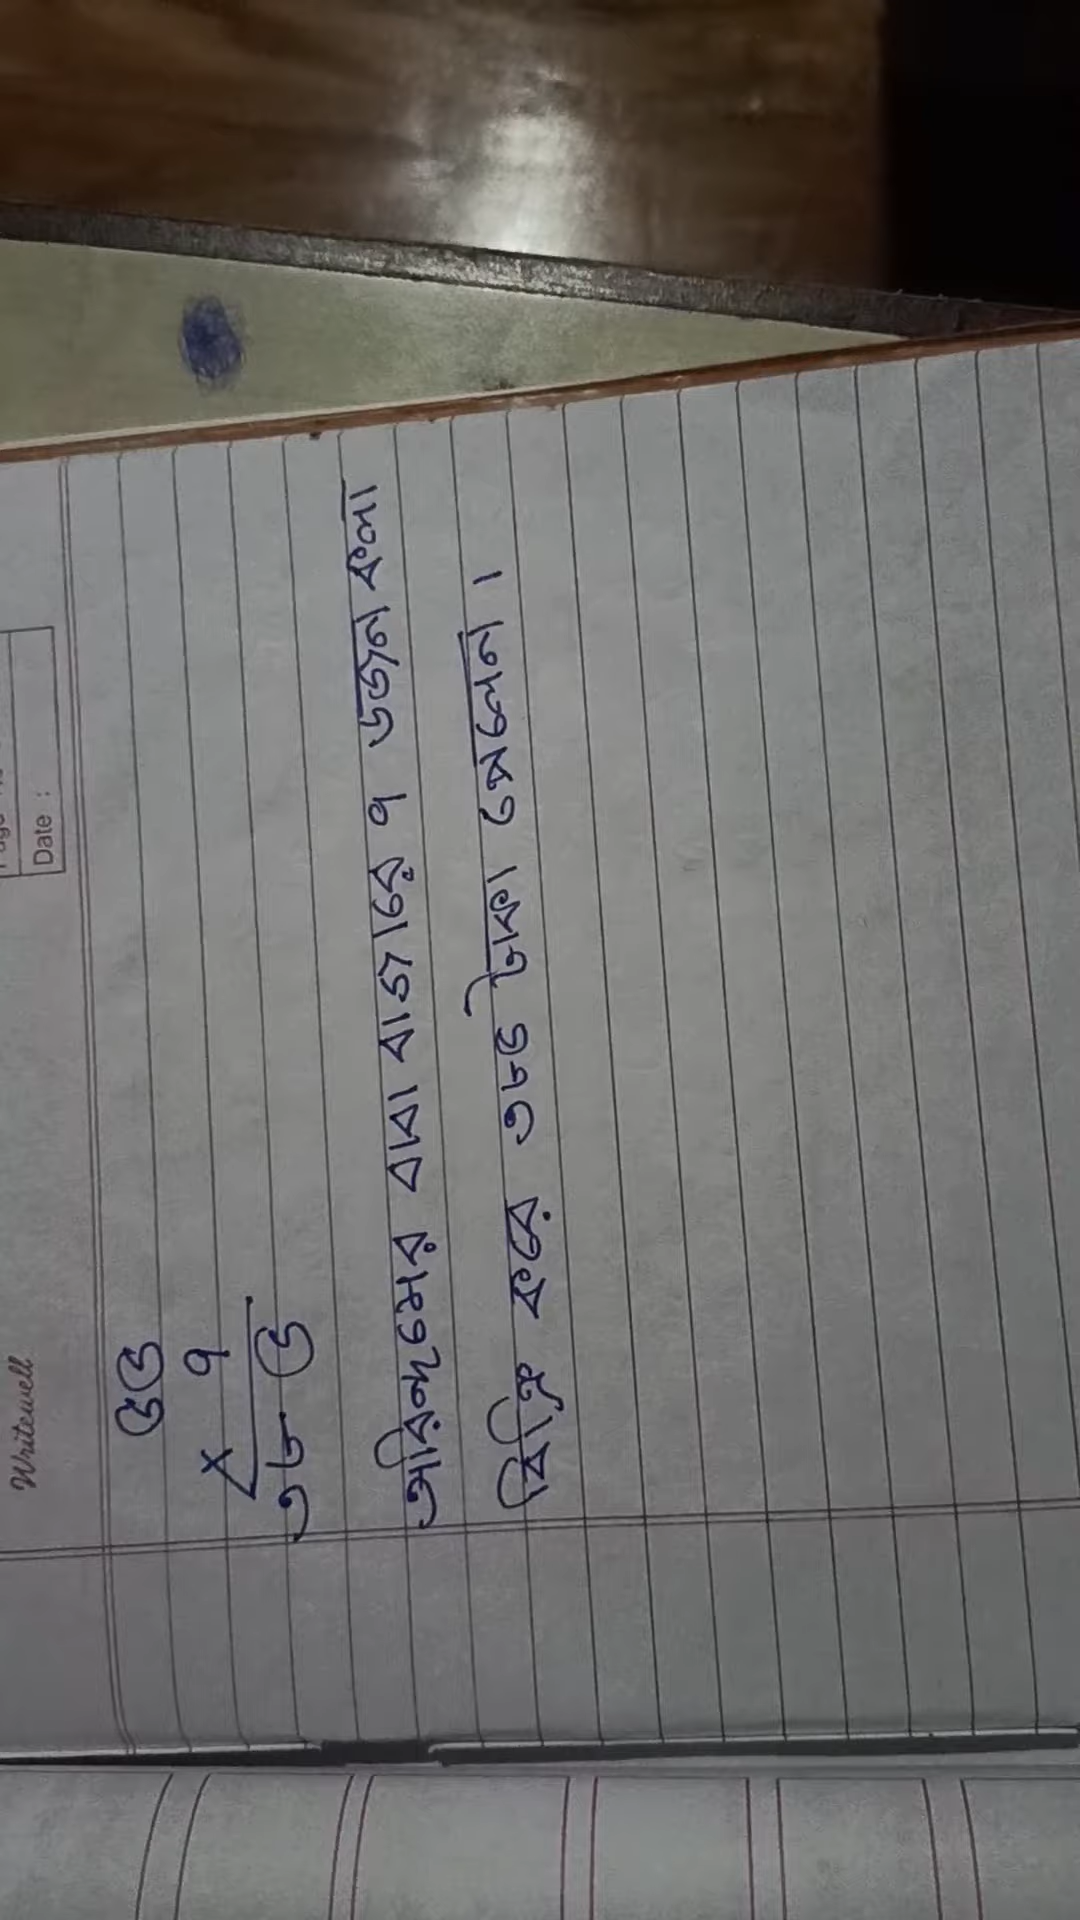 Writewell
Date :
৫৫
× ৭
৩৮৫
অরিন্দমের বাবা বাজারে ৭ ডজন কলা
বিক্রি করে ৩৮৫ টাকা পেলেন।